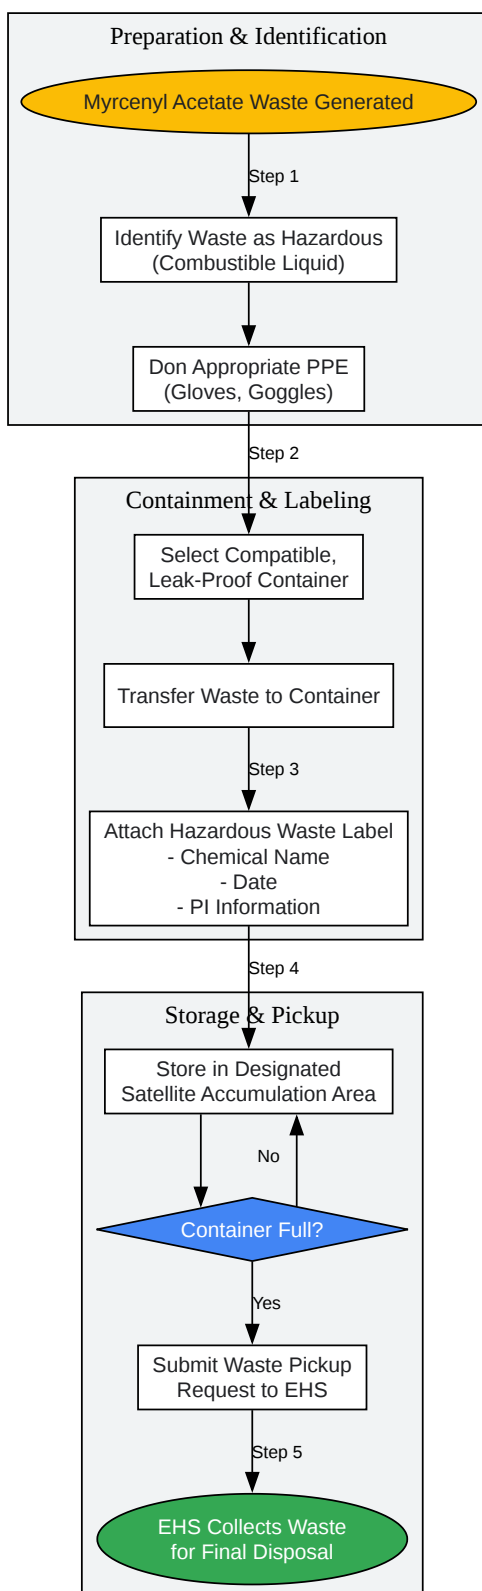 Preparation & Identification
Myrcenyl Acetate Waste Generated
Step 1
Identify Waste as Hazardous
(Combustible Liquid)
Don Appropriate PPE
(Gloves, Goggles)
Step 2
Containment & Labeling
Select Compatible,
Leak-Proof Container
Transfer Waste to Container
Step 3
Attach Hazardous Waste Label
- Chemical Name
- Date
- PI Information
Step 4
Storage & Pickup
Store in Designated
Satellite Accumulation Area
No
Container Full?
Yes
Submit Waste Pickup
Request to EHS
Step 5
EHS Collects Waste
for Final Disposal